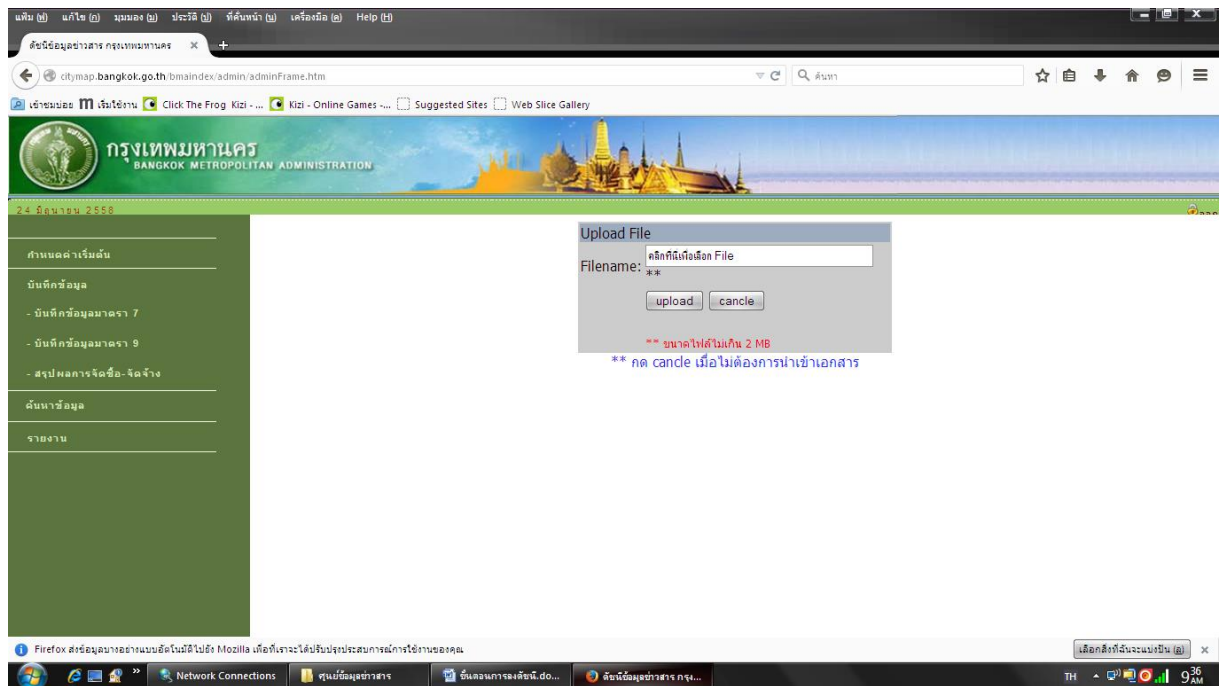 แฟ้ม (ฟ) แก้ไข (ก) มุมมอง (ม) ประวัติ (ป) ที่คั่นหน้า (น) เครื่องมือ (ค) Help (H)
ดัชนีข้อมูลข่าวสาร กรุงเทพมหานคร
citymap.bangkok.go.th/bmaindex/admin/adminFrame.htm
ค้นหา
เข้าชมบ่อย เริ่มใช้งาน Click The Frog Kizi - ... Kizi - Online Games -... Suggested Sites Web Slice Gallery
กรุงเทพมหานคร
BANGKOK METROPOLITAN ADMINISTRATION
24 มิถุนายน 2558
กำหนดค่าเริ่มต้น
บันทึกข้อมูล
- บันทึกข้อมูลมาตรา 7
- บันทึกข้อมูลมาตรา 9
- สรุปผลการจัดซื้อ-จัดจ้าง
ค้นหาข้อมูล
รายงาน
Upload File
Filename: คลิกที่นี่เพื่อเลือก File
**
upload cancle
** ขนาดไฟล์ไม่เกิน 2 MB
** กด cancle เมื่อไม่ต้องการนำเข้าเอกสาร
Firefox ส่งข้อมูลบางอย่างแบบอัตโนมัติไปยัง Mozilla เพื่อที่เราจะได้ปรับปรุงประสบการณ์การใช้งานของคุณ
เลือกสิ่งที่ฉันจะแบ่งปัน (a)
Network Connections ศูนย์ข้อมูลข่าวสาร ขั้นตอนการลงดัชนี.do... ดัชนีข้อมูลข่าวสาร กรุง... TH 9 36 AM